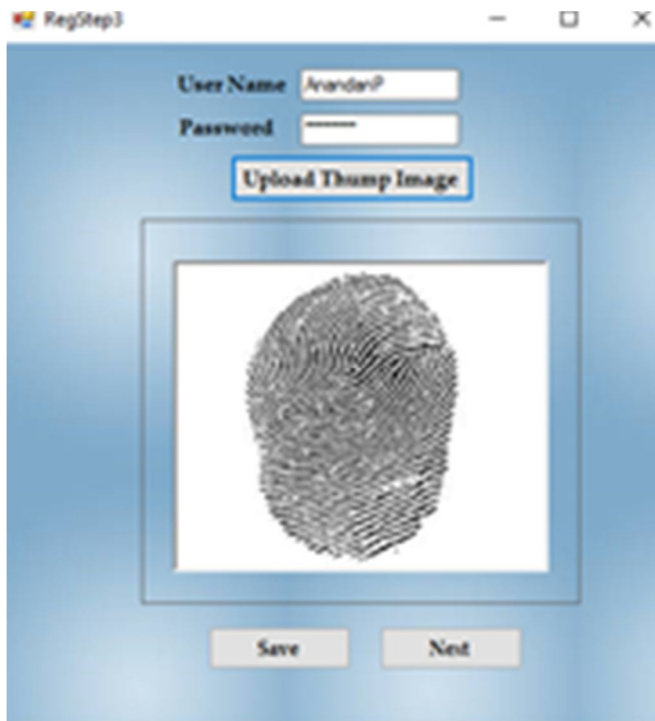 RegStep3
User Name AnandanP
Password
Upload Thump Image
Save Next